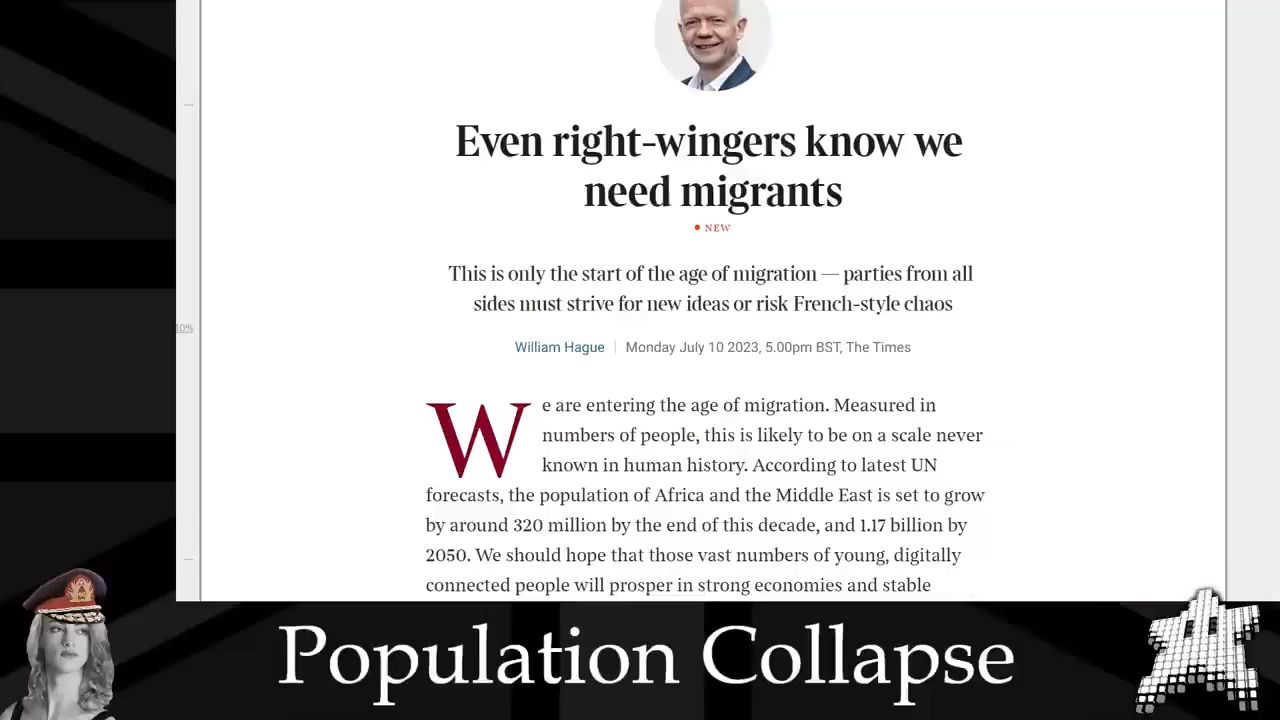 Even right-wingers know we
need migrants
NEW
This is only the start of the age of migration — parties from all
sides must strive for new ideas or risk French-style chaos
William Hague | Monday July 10 2023, 5.00pm BST, The Times
We are entering the age of migration. Measured in
numbers of people, this is likely to be on a scale never
known in human history. According to latest UN
forecasts, the population of Africa and the Middle East is set to grow
by around 320 million by the end of this decade, and 1.17 billion by
2050. We should hope that those vast numbers of young, digitally
connected people will prosper in strong economies and stable
10%
Population Collapse